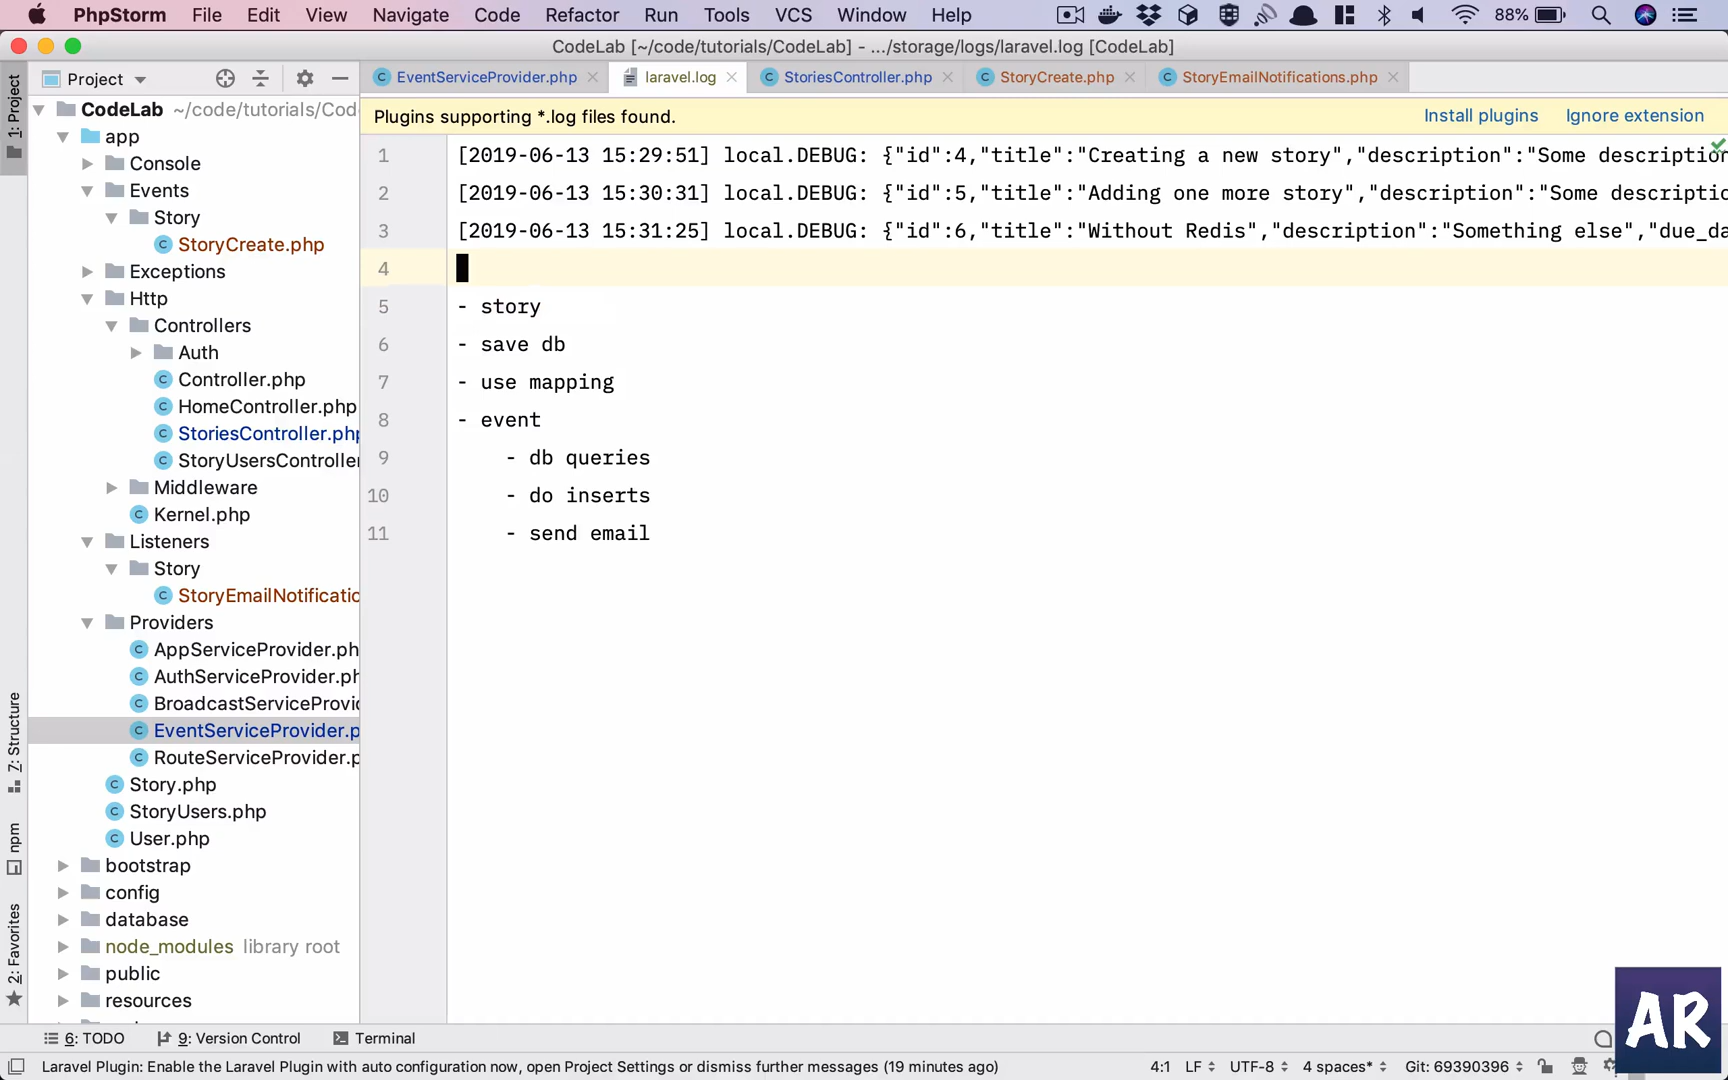 PhpStorm File Edit View Navigate Code Refactor Run Tools VCS Window Help 88%
CodeLab [~/code/tutorials/CodeLab] - .../storage/logs/laravel.log [CodeLab]
1: Project
Project
EventServiceProvider.php laravel.log StoriesController.php StoryCreate.php StoryEmailNotifications.php
CodeLab ~/code/tutorials/Cod
Plugins supporting *.log files found. Install plugins Ignore extension
app
Console
Events
Story
StoryCreate.php
Exceptions
Http
Controllers
Auth
Controller.php
HomeController.php
StoriesController.php
StoryUsersController
Middleware
Kernel.php
Listeners
Story
StoryEmailNotificatio
Providers
AppServiceProvider.ph
AuthServiceProvider.ph
BroadcastServiceProvid
EventServiceProvider.p
RouteServiceProvider.p
Story.php
StoryUsers.php
User.php
bootstrap
config
database
node_modules library root
public
resources
1 [2019-06-13 15:29:51] local.DEBUG: {"id":4,"title":"Creating a new story","description":"Some description
2 [2019-06-13 15:30:31] local.DEBUG: {"id":5,"title":"Adding one more story","description":"Some descriptio
3 [2019-06-13 15:31:25] local.DEBUG: {"id":6,"title":"Without Redis","description":"Something else","due_da
4
5 - story
6 - save db
7 - use mapping
8 - event
9 - db queries
10 - do inserts
11 - send email
Z: Structure
npm
2: Favorites
6: TODO 9: Version Control Terminal
Laravel Plugin: Enable the Laravel Plugin with auto configuration now, open Project Settings or dismiss further messages (19 minutes ago) 4:1 LF UTF-8 4 spaces* Git: 69390396
AR